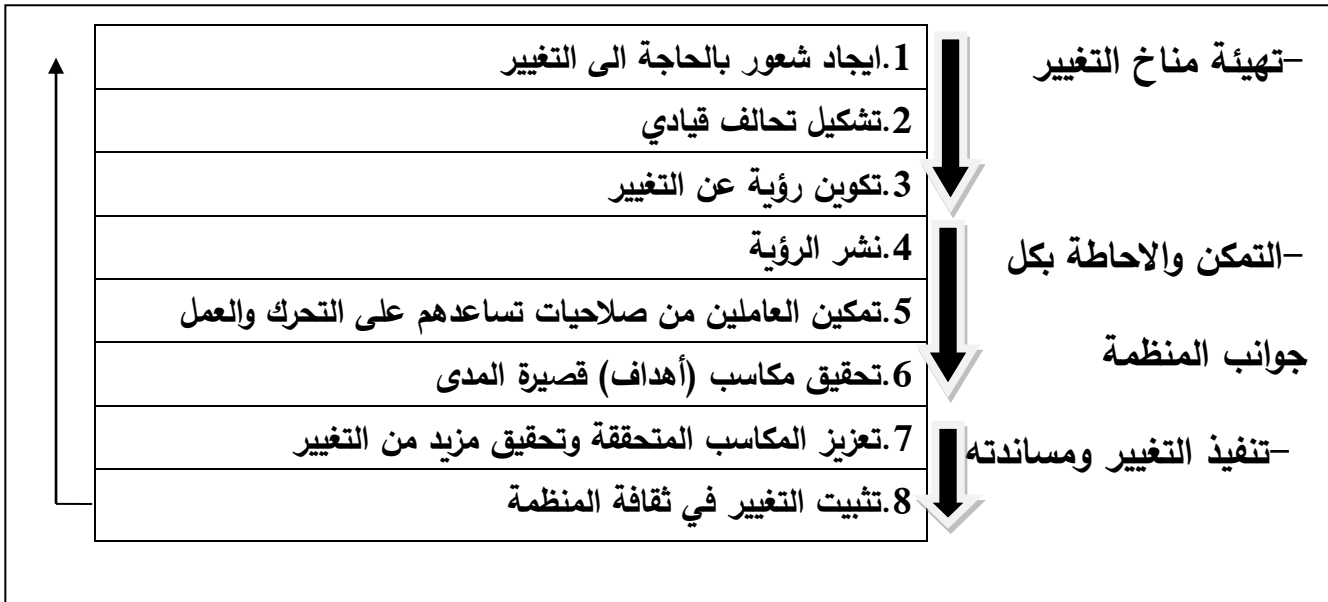 -تهيئة مناخ التغيير
1.ايجاد شعور بالحاجة الى التغيير
2.تشكيل تحالف قيادي
3.تكوين رؤية عن التغيير
-التمكن والاحاطة بكل
جوانب المنظمة
4.نشر الرؤية
5.تمكين العاملين من صلاحيات تساعدهم على التحرك والعمل
6.تحقيق مكاسب (أهداف) قصيرة المدى
-تنفيذ التغيير ومساندته
7.تعزيز المكاسب المتحققة وتحقيق مزيد من التغيير
8.تثبيت التغيير في ثقافة المنظمة